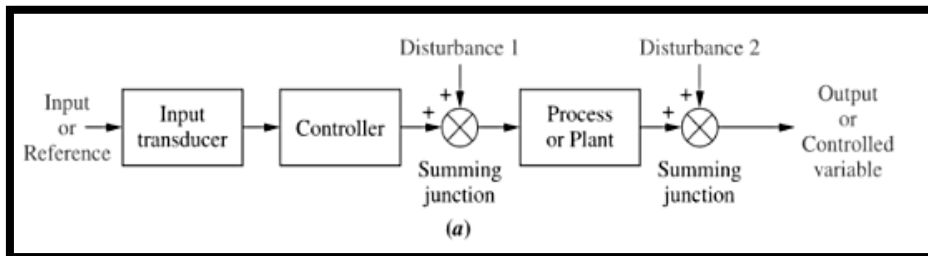 Disturbance 1
Disturbance 2
Input
or
Reference
Input
transducer
Controller
+
+
Summing
junction
Process
or Plant
+
+
Summing
junction
Output
or
Controlled
variable
(a)